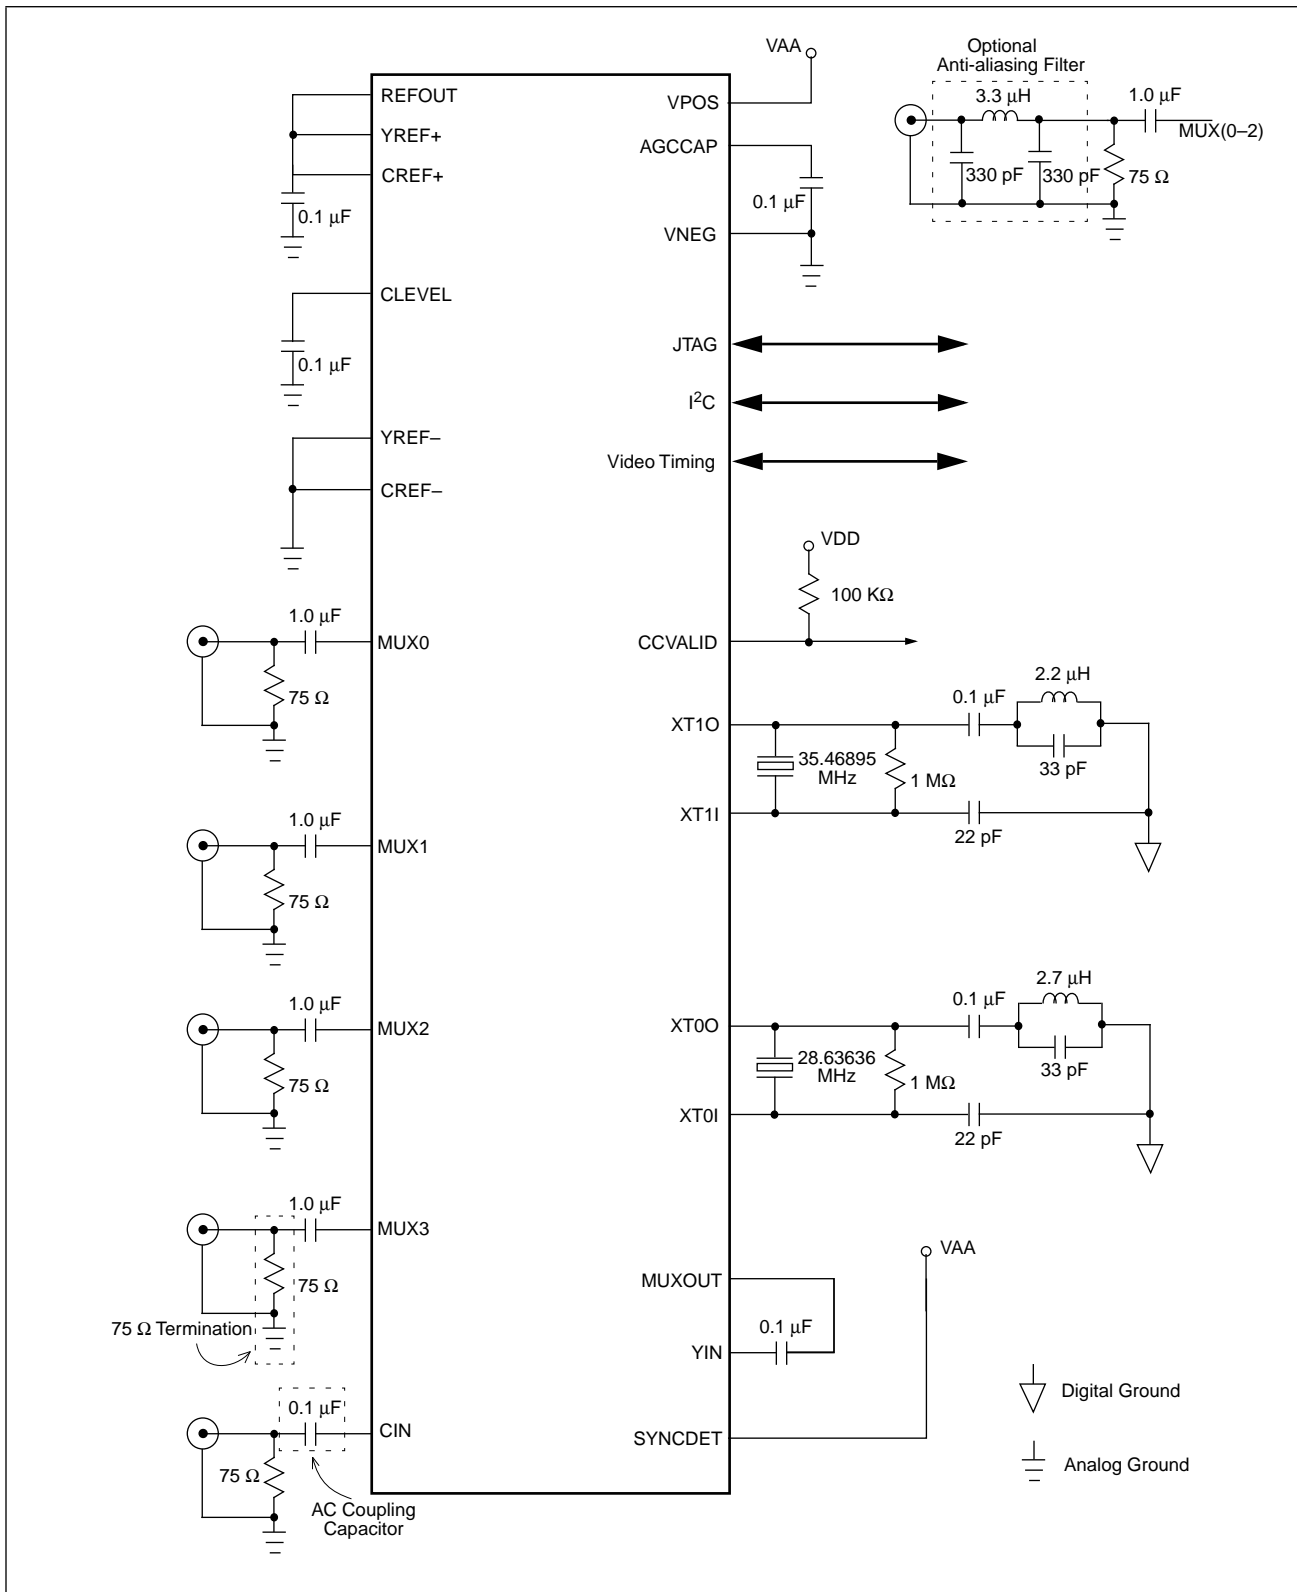 VAA
Optional
Anti-aliasing Filter
REFOUT
VPOS
3.3 μH
1.0 μF
MUX(0–2)
YREF+
AGCCAP
CREF+
330 pF
330 pF
75 Ω
0.1 μF
0.1 μF
VNEG
CLEVEL
JTAG
0.1 μF
I²C
YREF–
Video Timing
CREF–
VDD
100 KΩ
1.0 μF
MUX0
CCVALID
75 Ω
2.2 μH
0.1 μF
XT1O
35.46895
MHz
33 pF
1 MΩ
1.0 μF
XT1I
MUX1
22 pF
75 Ω
2.7 μH
1.0 μF
0.1 μF
MUX2
XT0O
28.63636
MHz
33 pF
75 Ω
1 MΩ
XT0I
22 pF
1.0 μF
MUX3
VAA
75 Ω
MUXOUT
75 Ω Termination
0.1 μF
YIN
Digital Ground
0.1 μF
CIN
SYNCDET
75 Ω
Analog Ground
AC Coupling
Capacitor